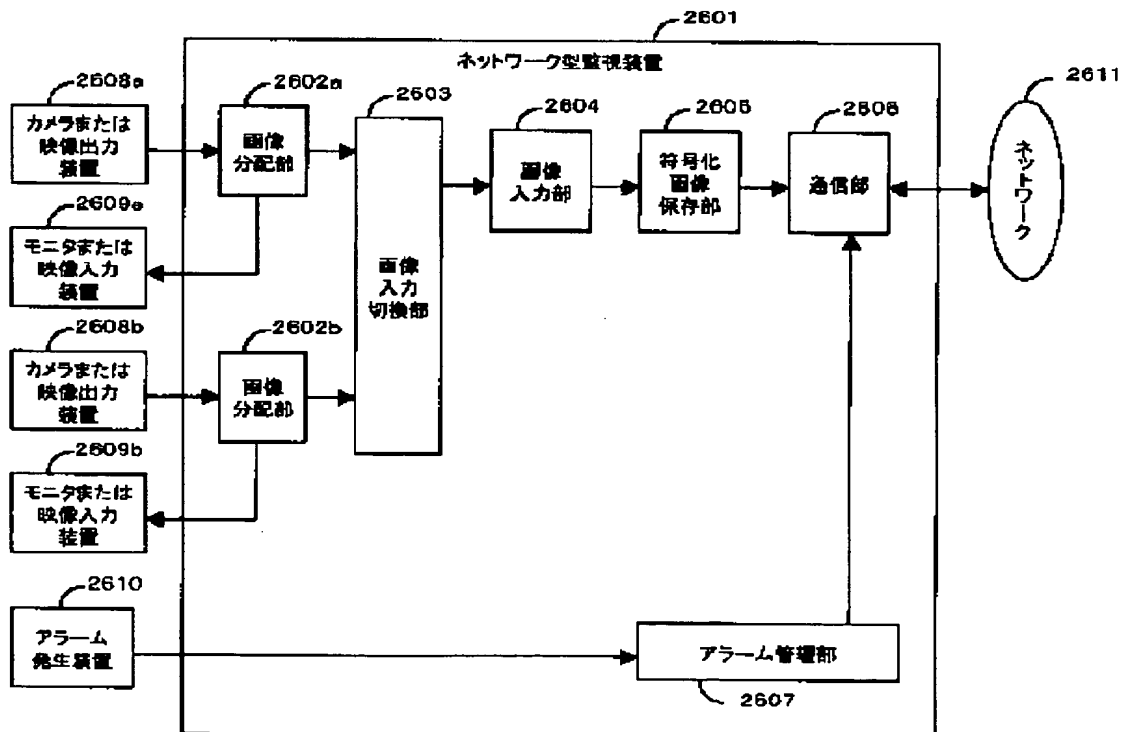 2601
ネットワーク型監視装置
2608a
カメラまたは
映像出力
装置
2602a
画像
分配部
2603
画像
入力
切換部
2604
画像
入力部
2605
符号化
画像
保存部
2606
通信部
2611
ネットワーク
2609a
モニタまたは
映像入力
装置
2608b
カメラまたは
映像出力
装置
2602b
画像
分配部
2609b
モニタまたは
映像入力
装置
2610
アラーム
発生装置
アラーム管理部
2607